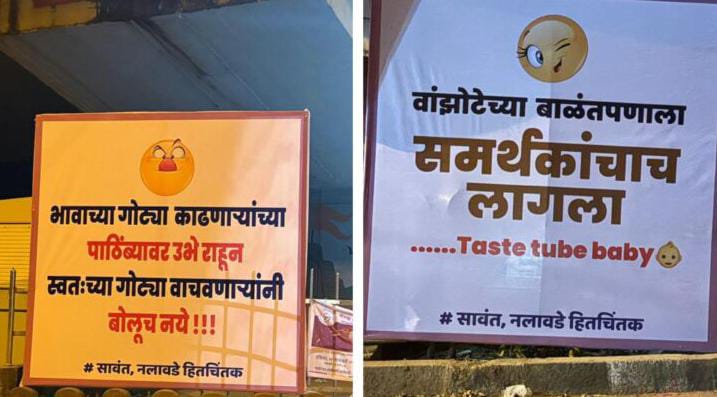 भावाच्या गोट्या काढणाऱ्यांच्या
पाठिंब्यावर उभे राहून
स्वतःच्या गोट्या वाचवणाऱ्यांनी
बोलूच नये !!!
# सावंत, नलावडे हितचिंतक
वांझोटेच्या बाळंतपणाला
समर्थकांचाच
लागला
......Taste tube baby
# सावंत, नलावडे हितचिंतक